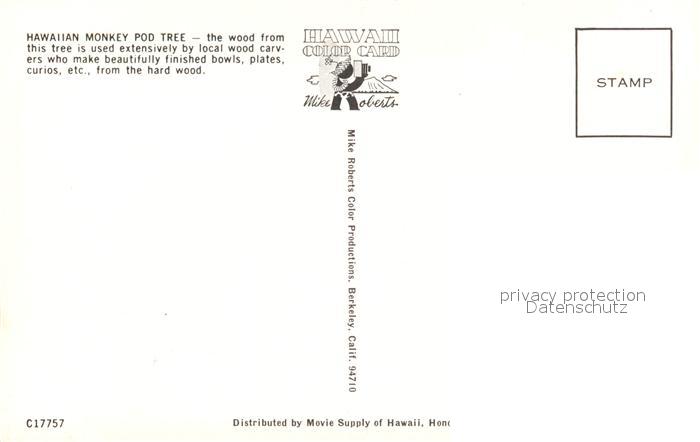 HAWAIIAN MONKEY POD TREE — the wood from
this tree is used extensively by local wood carv-
ers who make beautifully finished bowls, plates,
curios, etc., from the hard wood.
HAWAII
COLOR CARD
Mike Roberts
STAMP
Mike Roberts Color Productions, Berkeley, Calif. 94710
privacy protection
Datenschutz
C17757
Distributed by Movie Supply of Hawaii, Hono